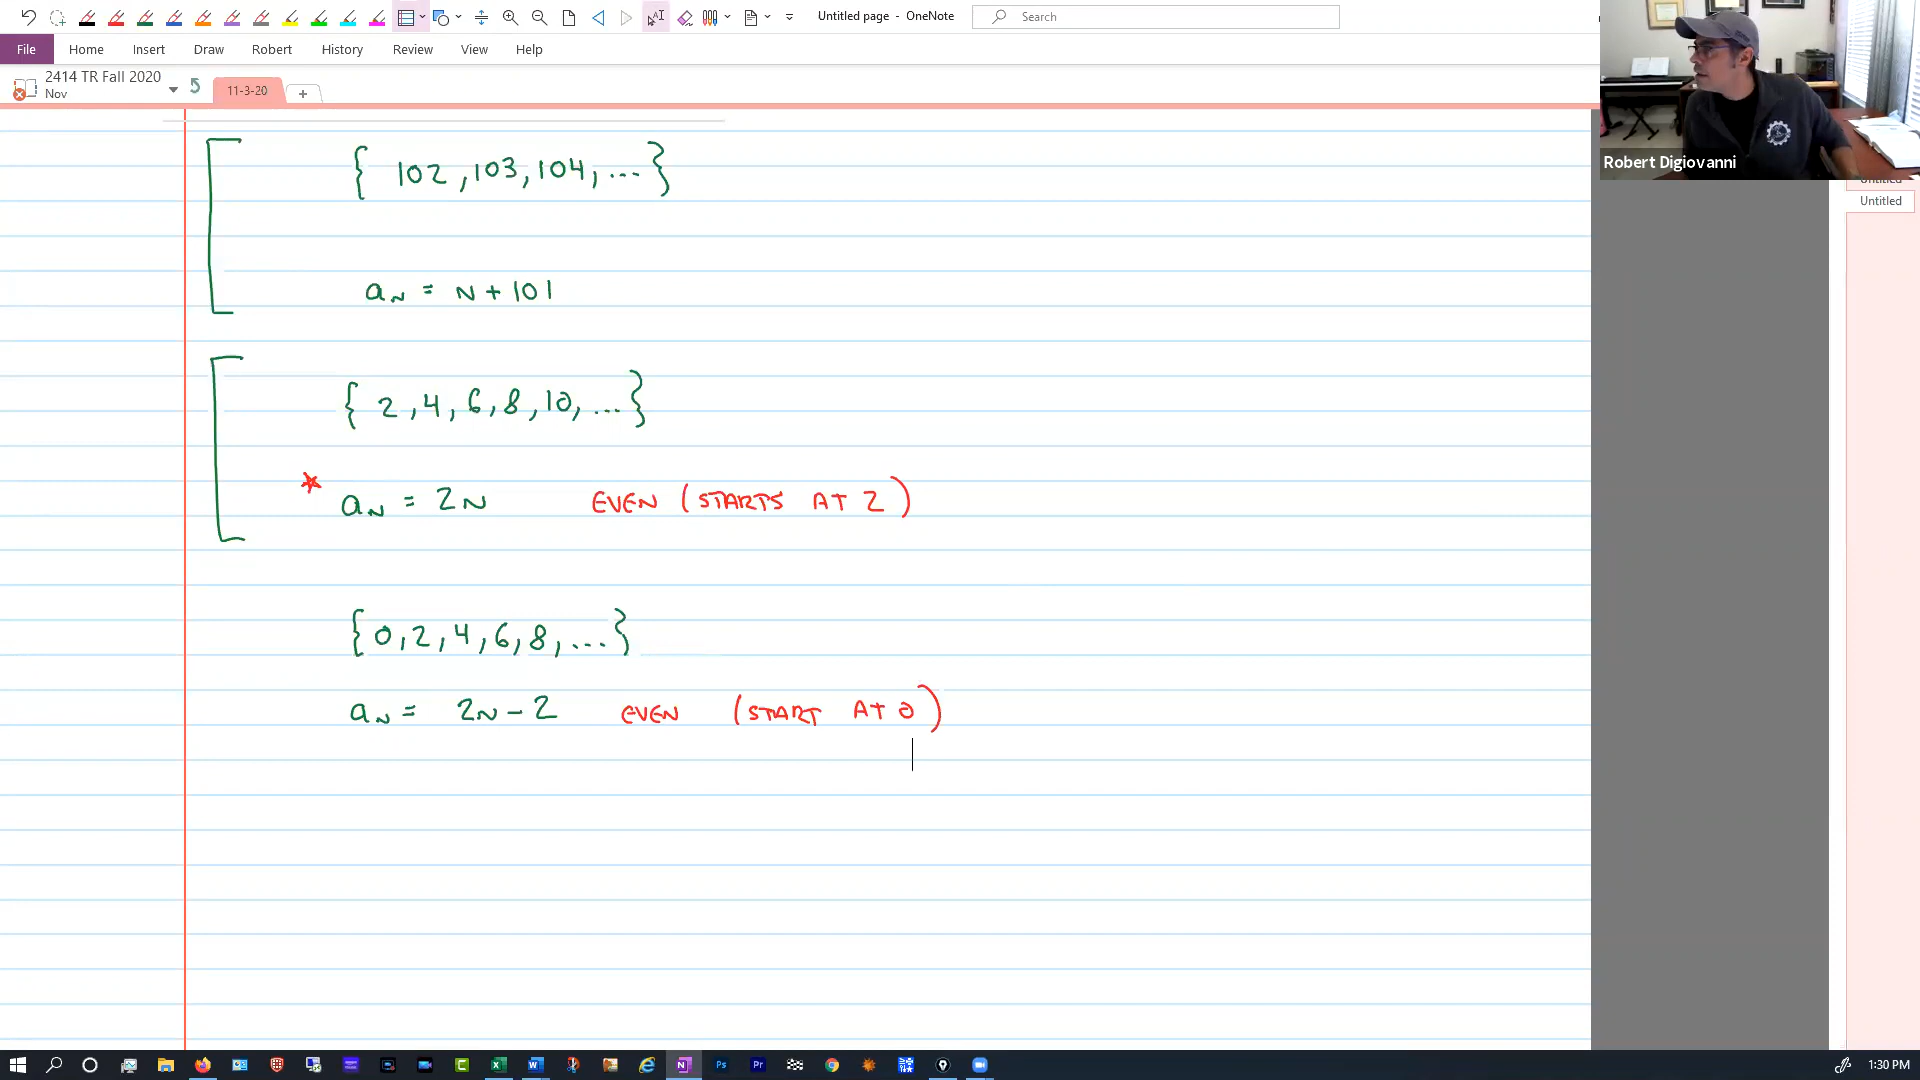 Untitled page - OneNote
Search
File Home Insert Draw Robert History Review View Help
2414 TR Fall 2020
Nov
11-3-20
Robert Digiovanni
Untitled
Untitled
{ 102, 103, 104, ... }
aN = N + 101
{ 2, 4, 6, 8, 10, ... }
* aN = 2N EVEN (STARTS AT 2)
{ 0, 2, 4, 6, 8, ... }
aN = 2N - 2 EVEN (START AT 0)
1:30 PM